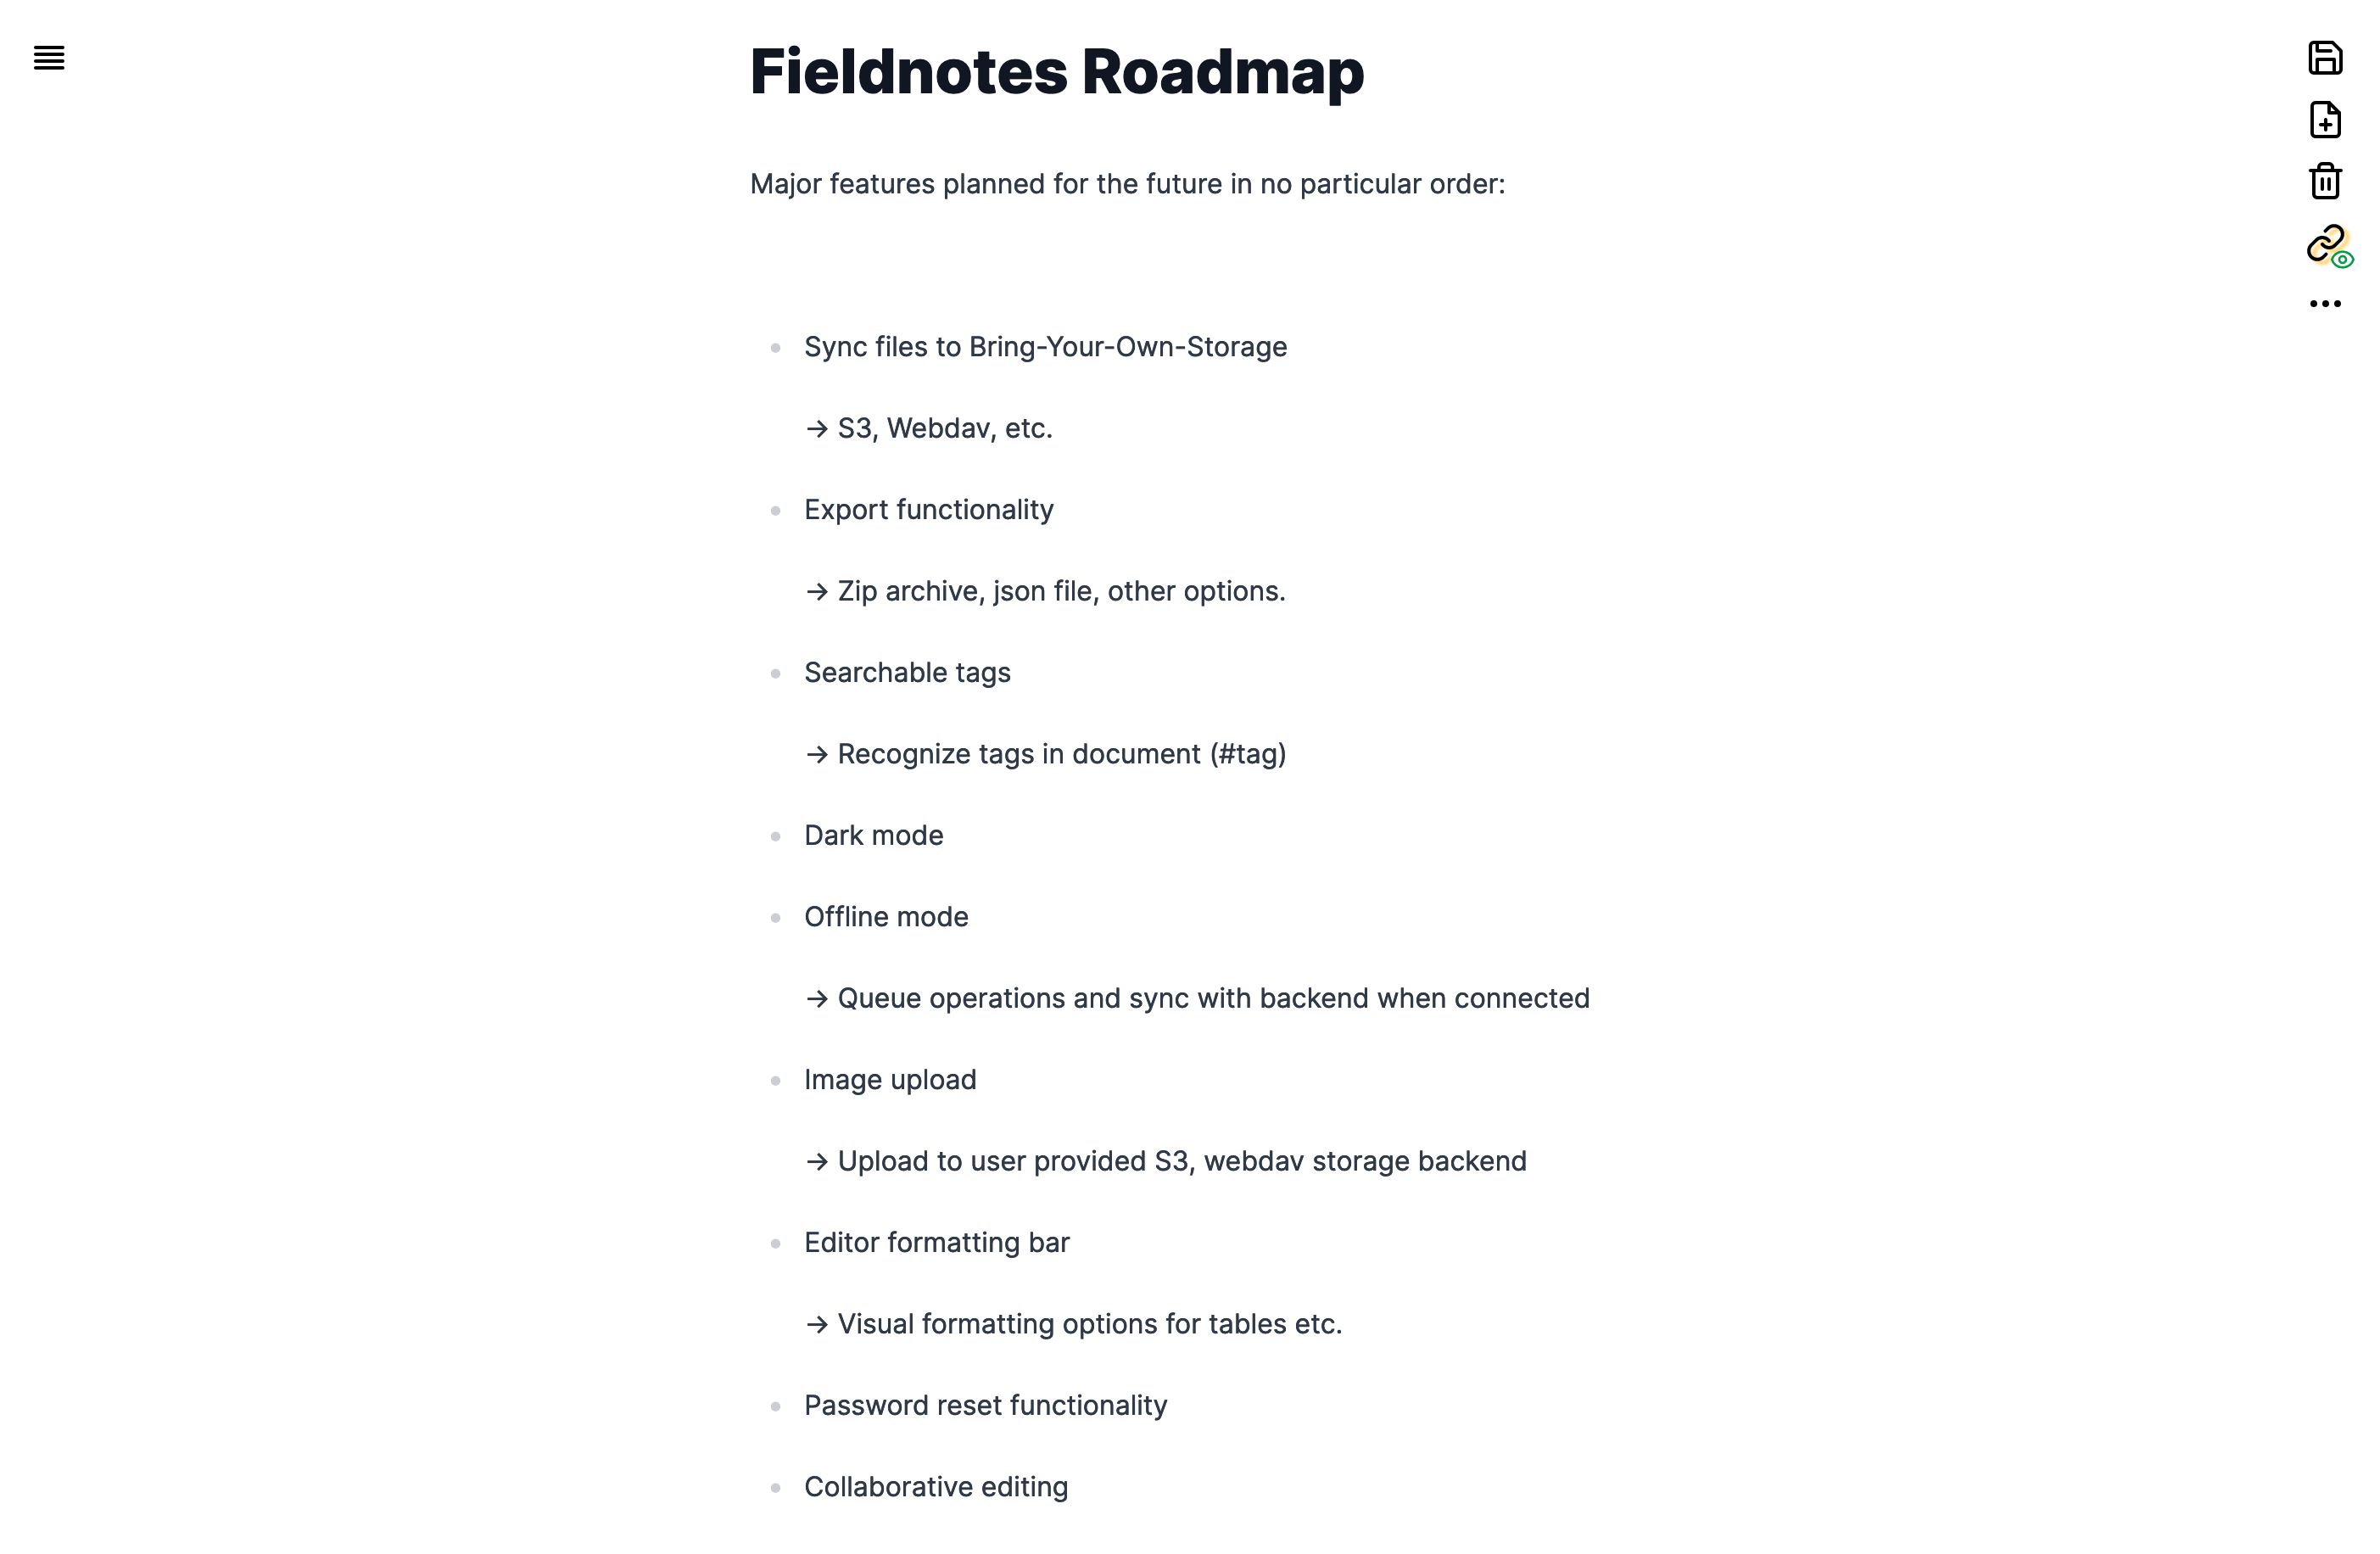 Fieldnotes Roadmap
Major features planned for the future in no particular order:
Sync files to Bring-Your-Own-Storage
→ S3, Webdav, etc.
Export functionality
→ Zip archive, json file, other options.
Searchable tags
→ Recognize tags in document (#tag)
Dark mode
Offline mode
→ Queue operations and sync with backend when connected
Image upload
→ Upload to user provided S3, webdav storage backend
Editor formatting bar
→ Visual formatting options for tables etc.
Password reset functionality
Collaborative editing